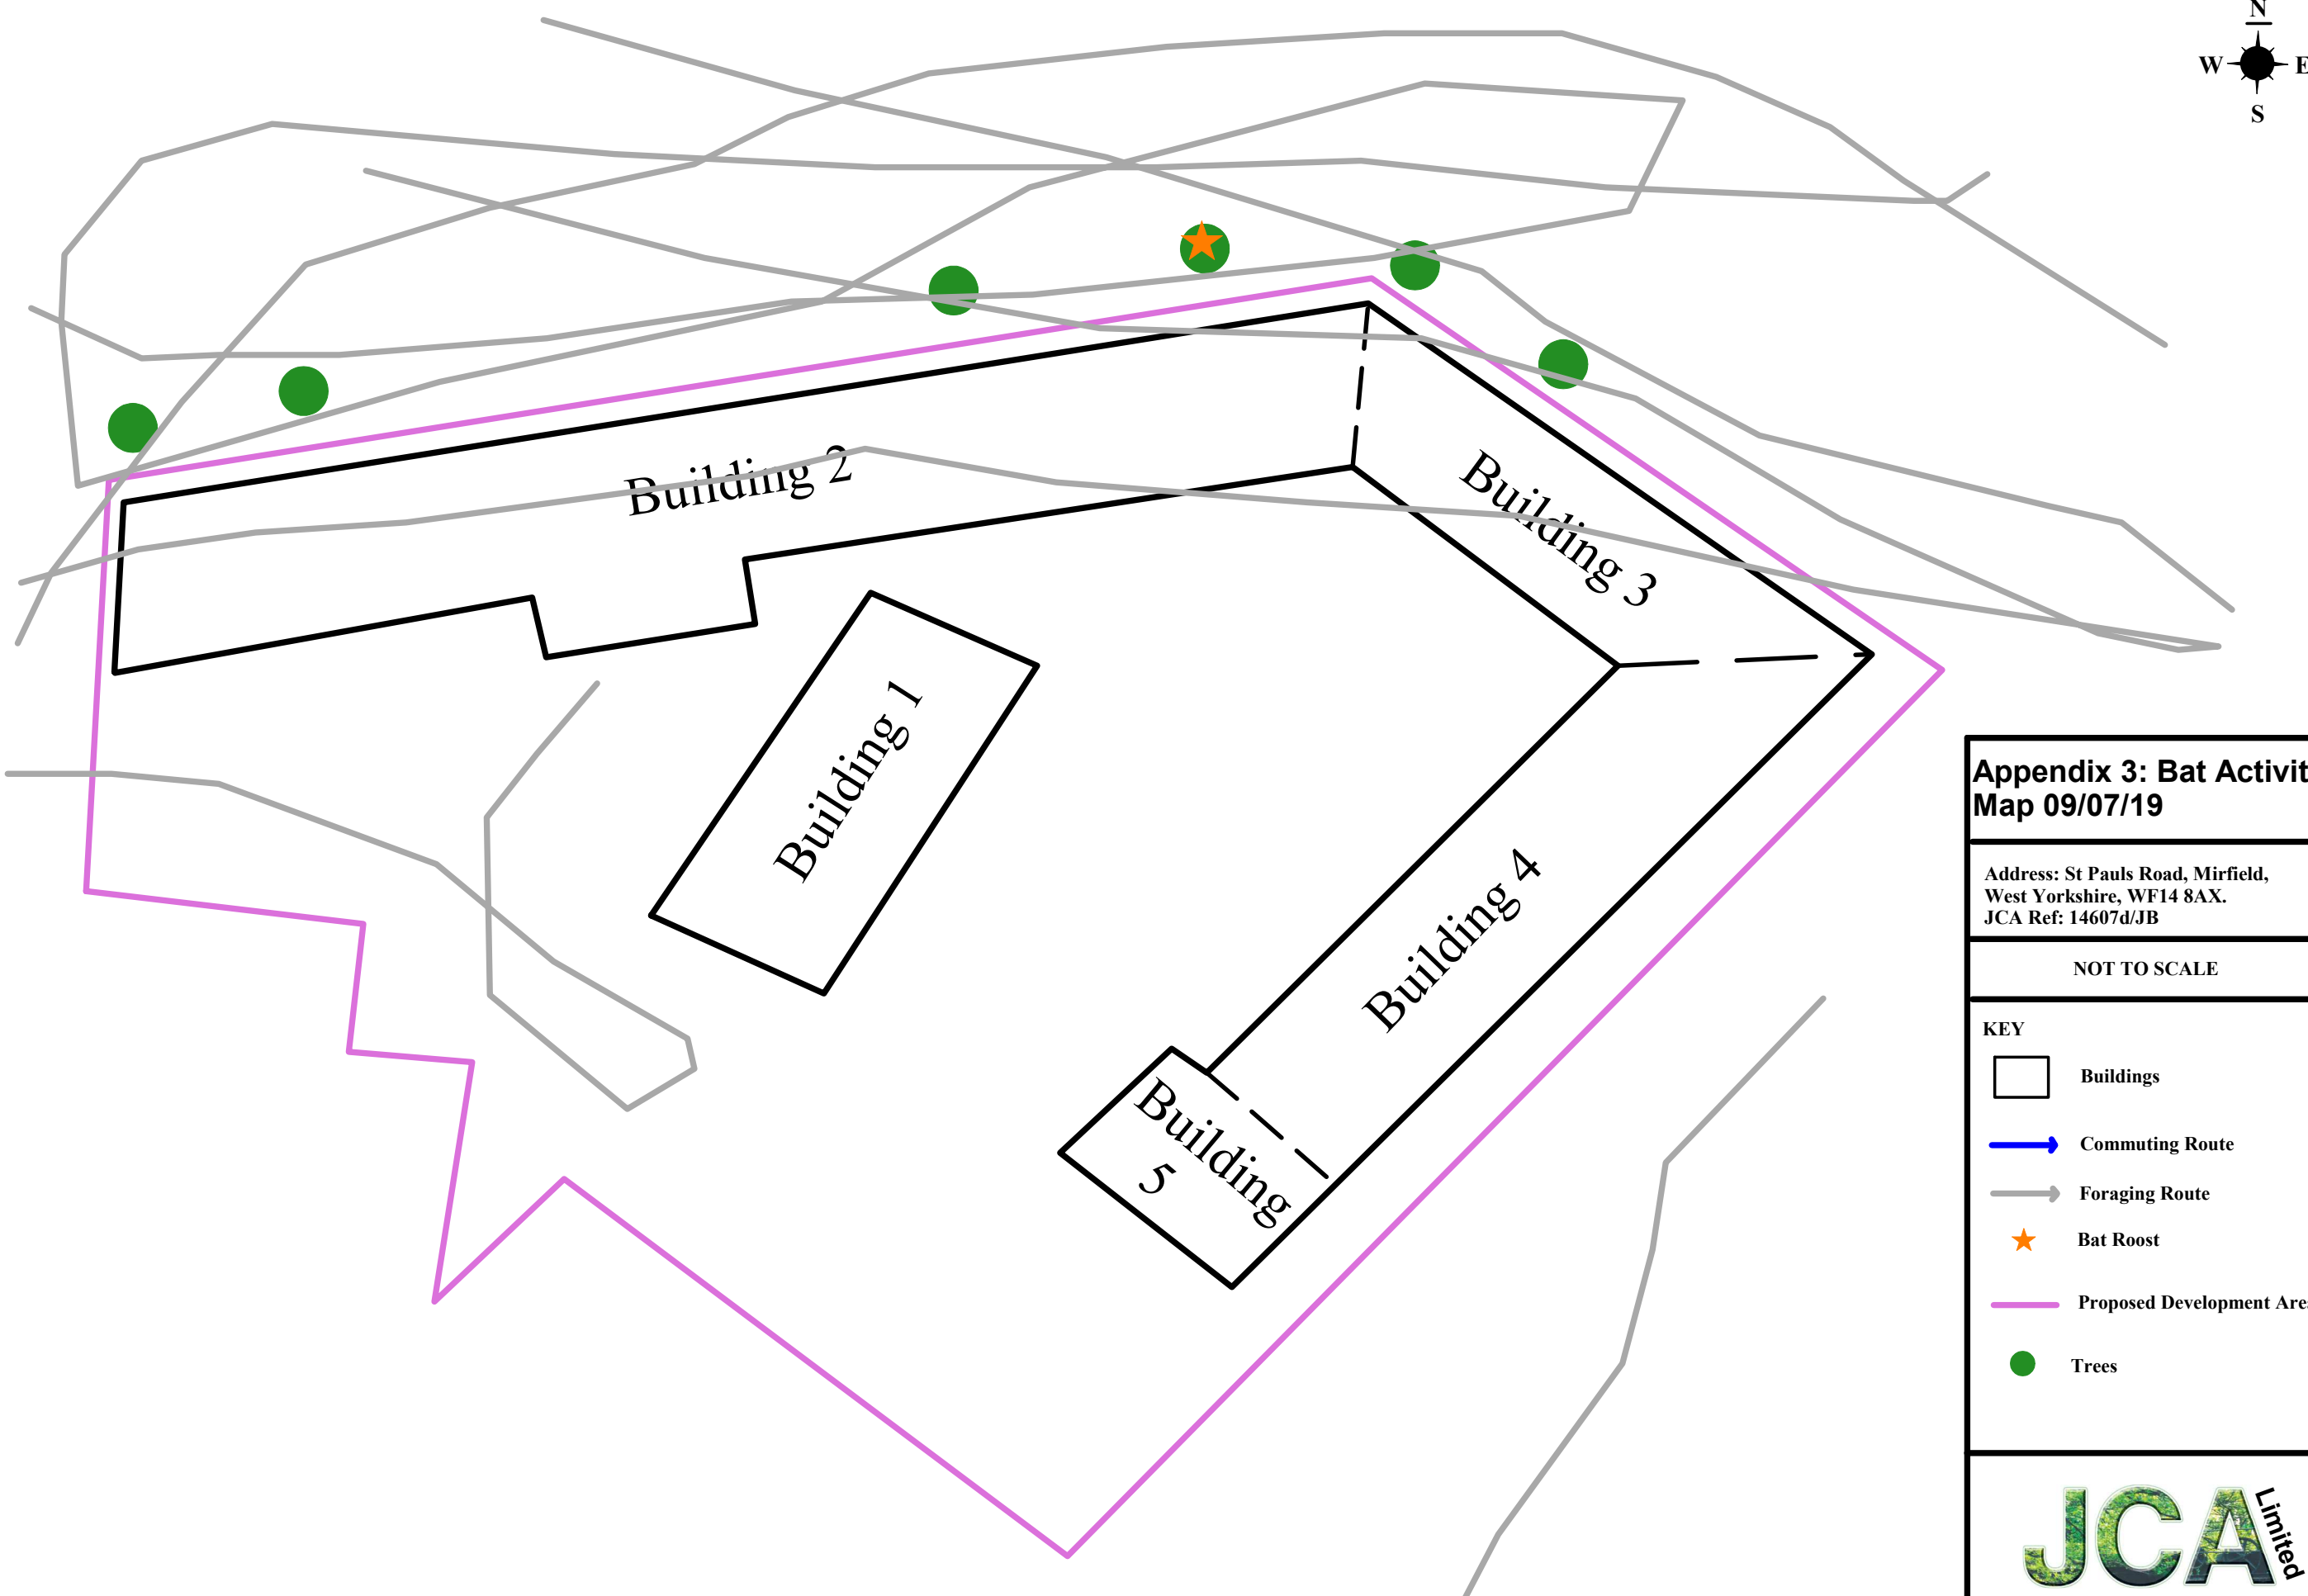 N
W E
S
Building 2
Building 3
Building 1
Building 4
Building
5
Appendix 3: Bat Activit
Map 09/07/19
Address: St Pauls Road, Mirfield,
West Yorkshire, WF14 8AX.
JCA Ref: 14607d/JB
NOT TO SCALE
KEY
Buildings
Commuting Route
Foraging Route
Bat Roost
Proposed Development Are
Trees
JCA Limited